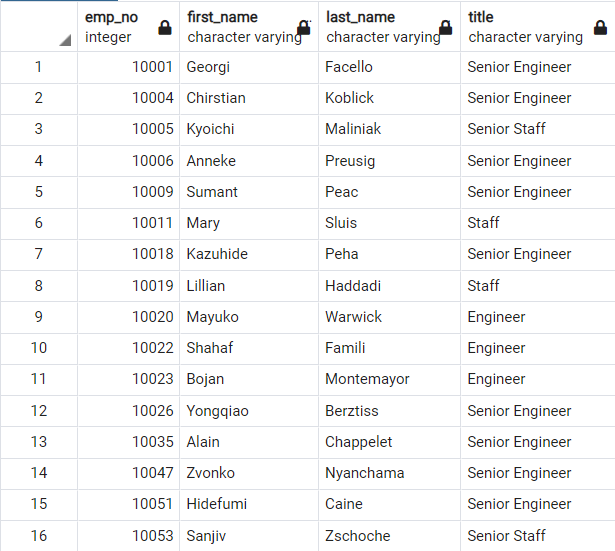 emp_no first_name last_name title
integer character varying character varying character varying
1 10001 Georgi Facello Senior Engineer
2 10004 Chirstian Koblick Senior Engineer
3 10005 Kyoichi Maliniak Senior Staff
4 10006 Anneke Preusig Senior Engineer
5 10009 Sumant Peac Senior Engineer
6 10011 Mary Sluis Staff
7 10018 Kazuhide Peha Senior Engineer
8 10019 Lillian Haddadi Staff
9 10020 Mayuko Warwick Engineer
10 10022 Shahaf Famili Engineer
11 10023 Bojan Montemayor Engineer
12 10026 Yongqiao Berztiss Senior Engineer
13 10035 Alain Chappelet Senior Engineer
14 10047 Zvonko Nyanchama Senior Engineer
15 10051 Hidefumi Caine Senior Engineer
16 10053 Sanjiv Zschoche Senior Staff